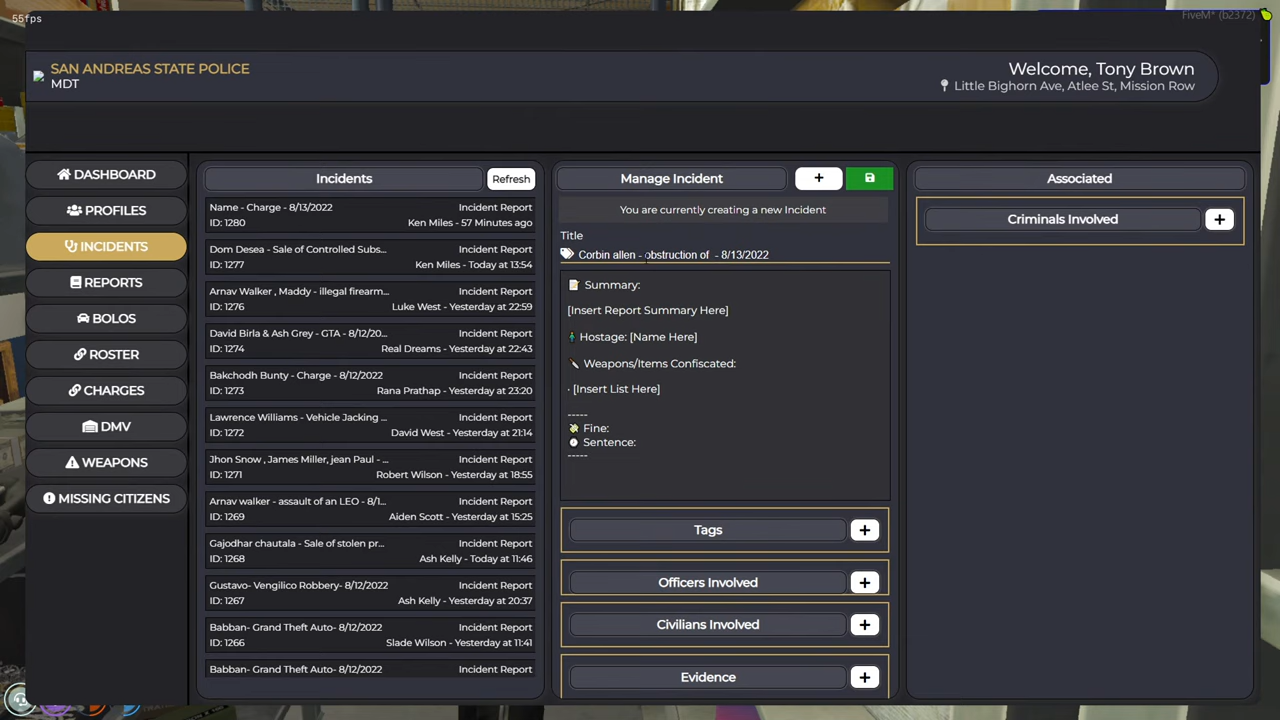 55fps
FiveM* (b2372)
SAN ANDREAS STATE POLICE
MDT
Welcome, Tony Brown
Little Bighorn Ave, Atlee St, Mission Row
DASHBOARD
PROFILES
INCIDENTS
REPORTS
BOLOS
ROSTER
CHARGES
DMV
WEAPONS
MISSING CITIZENS
Incidents
Refresh
Name - Charge - 8/13/2022 Incident Report
ID: 1280 Ken Miles - 57 Minutes ago
Dom Desea - Sale of Controlled Subs... Incident Report
ID: 1277 Ken Miles - Today at 13:54
Arnav Walker , Maddy - illegal firearm... Incident Report
ID: 1276 Luke West - Yesterday at 22:59
David Birla & Ash Grey - GTA - 8/12/20... Incident Report
ID: 1274 Real Dreams - Yesterday at 22:43
Bakchodh Bunty - Charge - 8/12/2022 Incident Report
ID: 1273 Rana Prathap - Yesterday at 23:20
Lawrence Williams - Vehicle Jacking ... Incident Report
ID: 1272 David West - Yesterday at 21:14
Jhon Snow , James Miller, jean Paul - ... Incident Report
ID: 1271 Robert Wilson - Yesterday at 18:55
Arnav walker - assault of an LEO - 8/1... Incident Report
ID: 1269 Aiden Scott - Yesterday at 15:25
Gajodhar chautala - Sale of stolen pr... Incident Report
ID: 1268 Ash Kelly - Today at 11:46
Gustavo- Vengilico Robbery- 8/12/2022 Incident Report
ID: 1267 Ash Kelly - Yesterday at 20:37
Babban- Grand Theft Auto- 8/12/2022 Incident Report
ID: 1266 Slade Wilson - Yesterday at 11:41
Babban- Grand Theft Auto- 8/12/2022 Incident Report
Manage Incident
You are currently creating a new Incident
Title
Corbin allen - obstruction of - 8/13/2022
Summary:
[Insert Report Summary Here]
Hostage: [Name Here]
Weapons/Items Confiscated:
· [Insert List Here]
-----
Fine:
Sentence:
-----
Tags
Officers Involved
Civilians Involved
Evidence
Associated
Criminals Involved